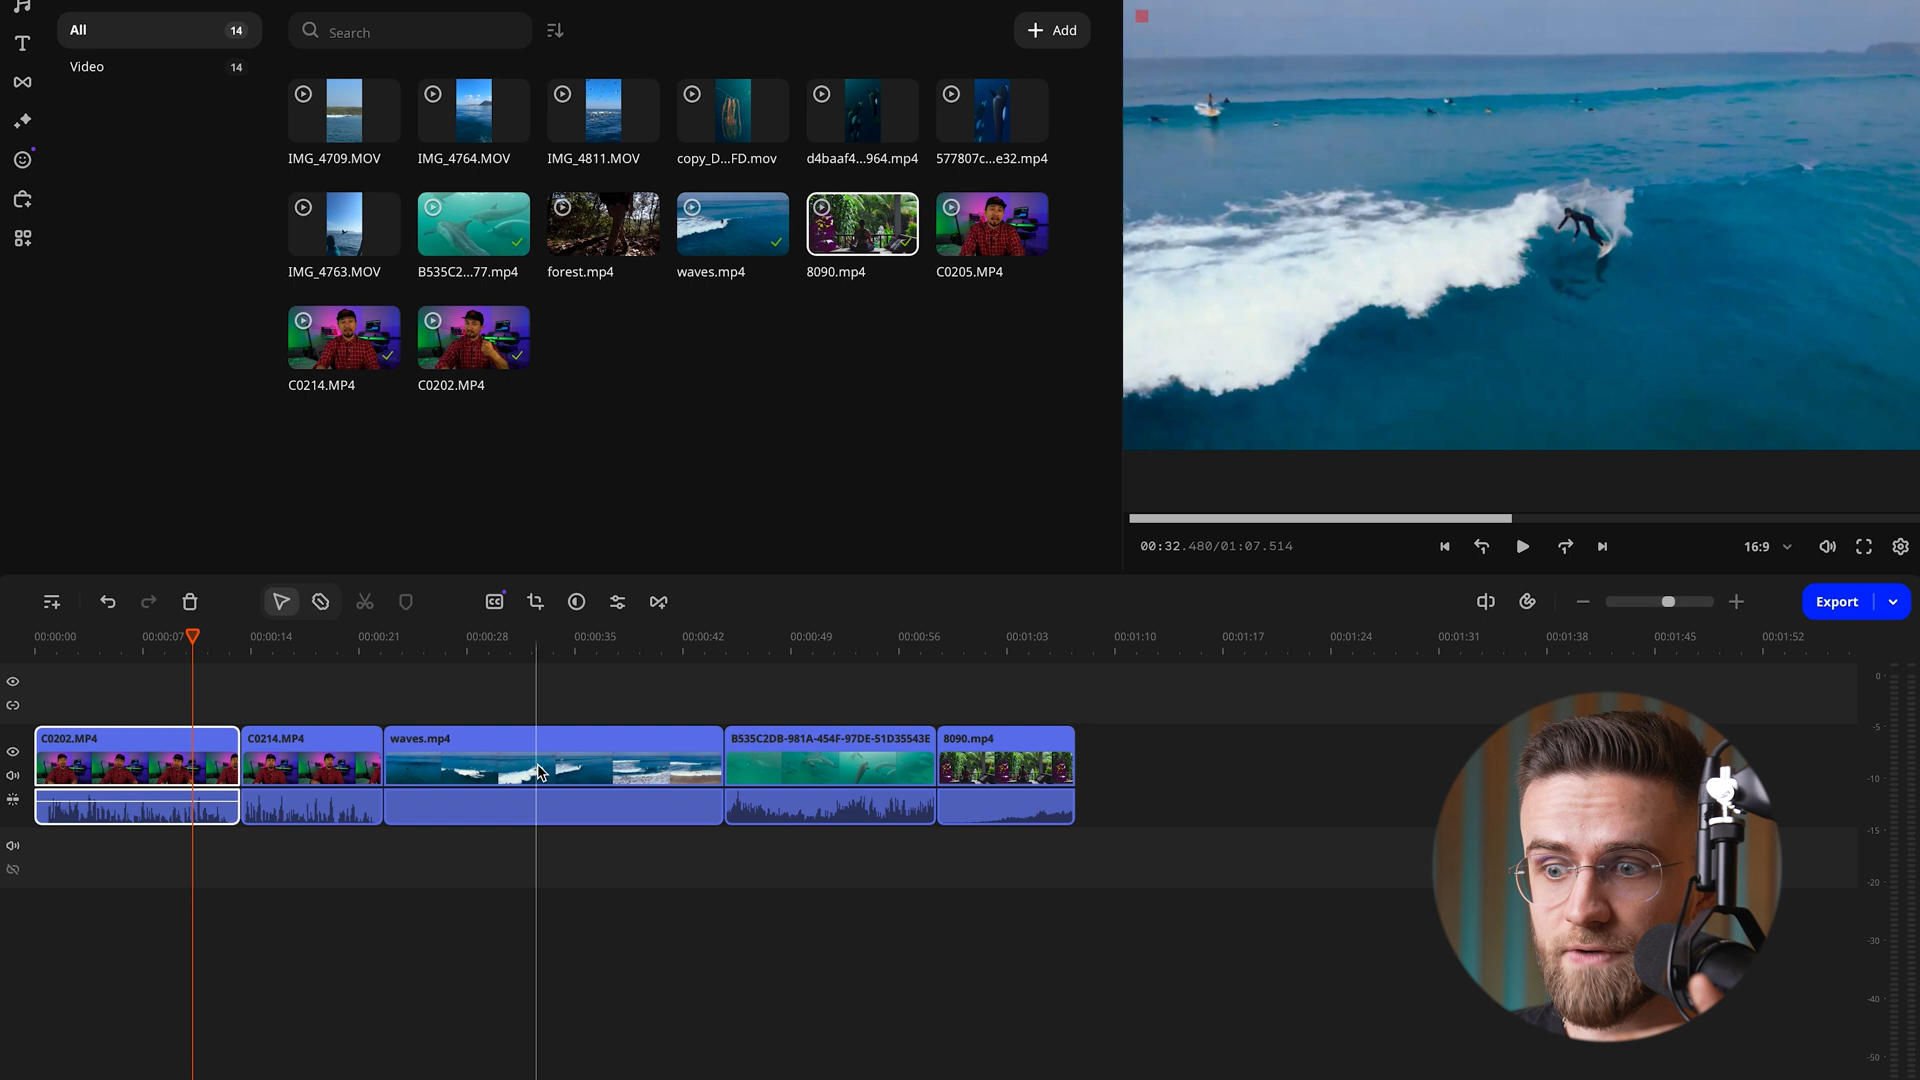 All 14
Search
Add
Video 14
IMG_4709.MOV
IMG_4764.MOV
IMG_4811.MOV
copy_D...FD.mov
d4baaf4...964.mp4
577807c...e32.mp4
IMG_4763.MOV
B535C2...77.mp4
forest.mp4
waves.mp4
8090.mp4
C0205.MP4
C0214.MP4
C0202.MP4
00:32.480/01:07.514
16:9
CC
Export
00:00:00
00:00:07
00:00:14
00:00:21
00:00:28
00:00:35
00:00:42
00:00:49
00:00:56
00:01:03
00:01:10
00:01:17
00:01:24
00:01:31
00:01:38
00:01:45
00:01:52
C0202.MP4
C0214.MP4
waves.mp4
B535C2DB-981A-454F-97DE-51D35543E
8090.mp4
0
-5
-10
-15
-20
-30
-40
-50